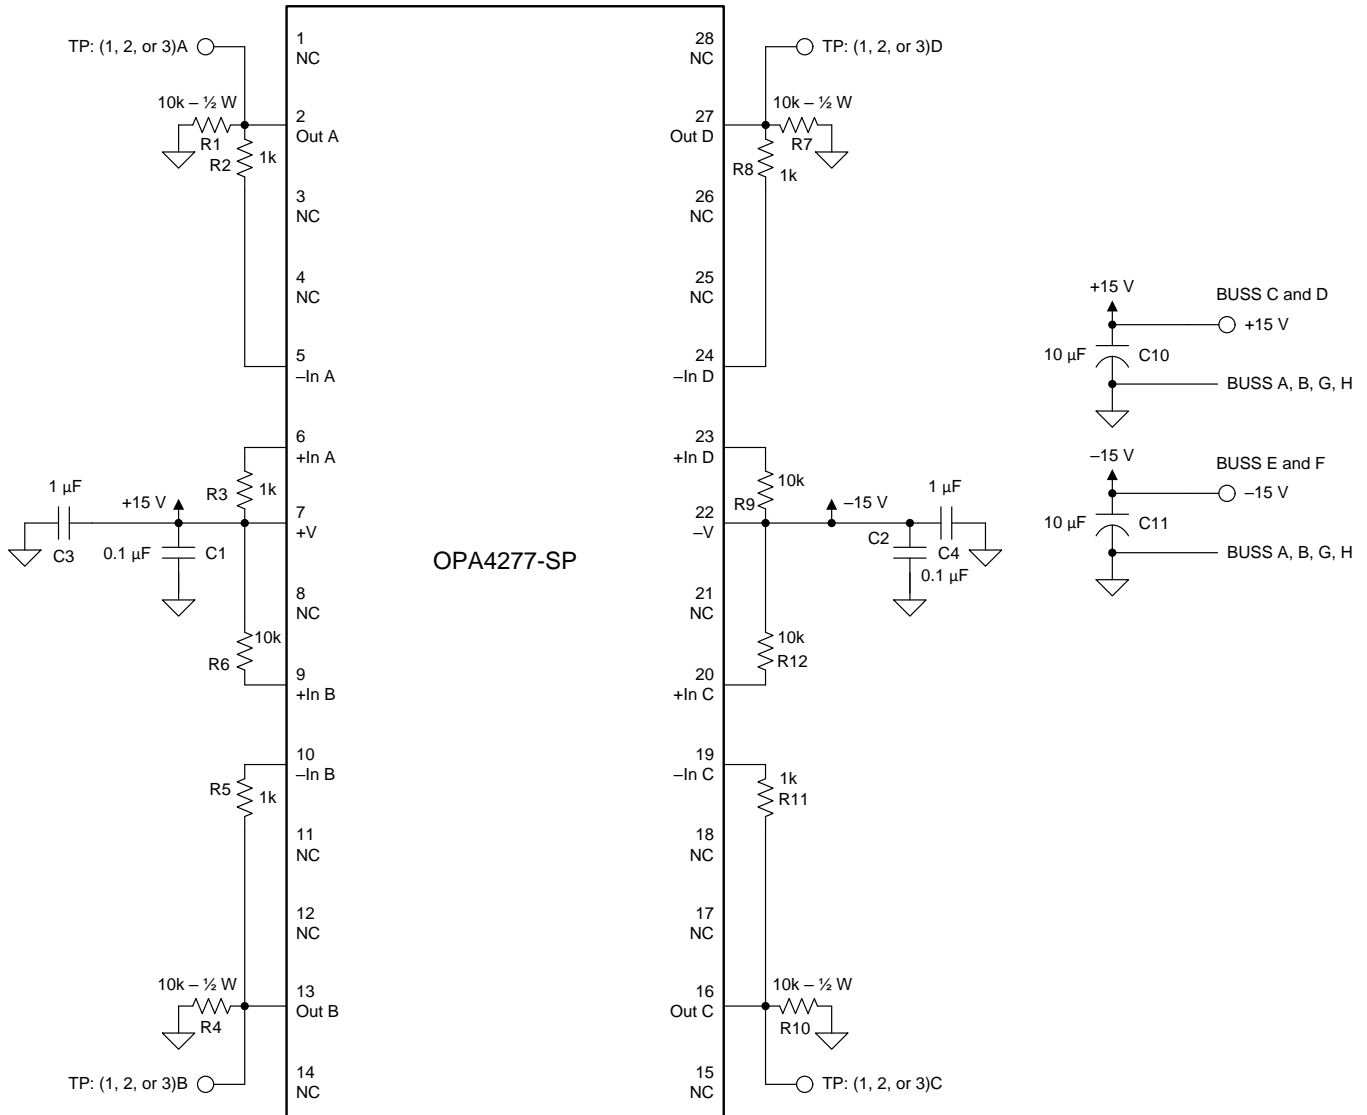 TP: (1, 2, or 3)A
1
NC
28
NC
TP: (1, 2, or 3)D
10k – ½ W
R1
2
Out A
R2
1k
27
Out D
10k – ½ W
R7
R8
1k
3
NC
26
NC
4
NC
25
NC
5
–In A
24
–In D
6
+In A
23
+In D
R3
1k
10k
R9
1 µF
C3
+15 V
0.1 µF
C1
7
+V
22
–V
–15 V
1 µF
C2
C4
0.1 µF
OPA4277-SP
8
NC
21
NC
10k
R6
10k
R12
9
+In B
20
+In C
10
–In B
19
–In C
R5
1k
1k
R11
11
NC
18
NC
12
NC
17
NC
10k – ½ W
R4
13
Out B
16
Out C
10k – ½ W
R10
TP: (1, 2, or 3)B
14
NC
15
NC
TP: (1, 2, or 3)C
+15 V
BUSS C and D
+15 V
10 µF
C10
BUSS A, B, G, H
–15 V
BUSS E and F
–15 V
10 µF
C11
BUSS A, B, G, H